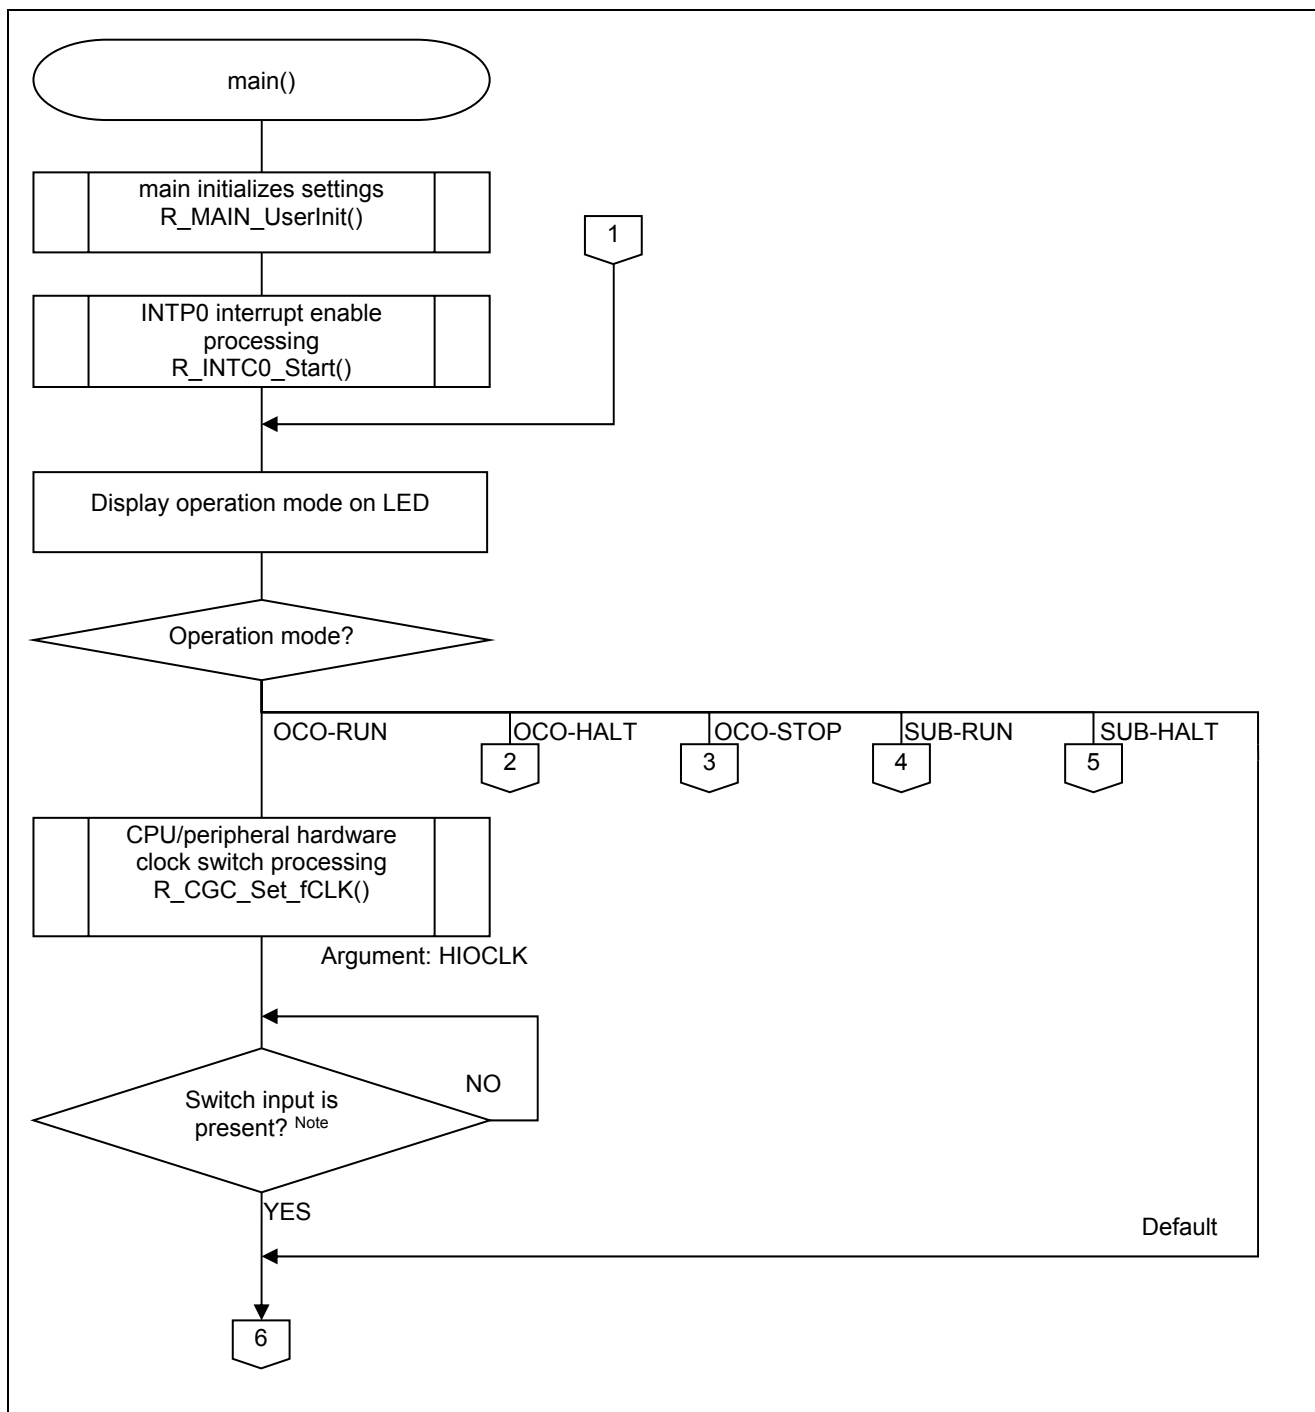 main()
main initializes settings
R_MAIN_UserInit()
1
INTP0 interrupt enable
processing
R_INTC0_Start()
Display operation mode on LED
Operation mode?
OCO-RUN
OCO-HALT
OCO-STOP
SUB-RUN
SUB-HALT
2
3
4
5
CPU/peripheral hardware
clock switch processing
R_CGC_Set_fCLK()
Argument: HIOCLK
NO
Switch input is
present? Note
YES
Default
6